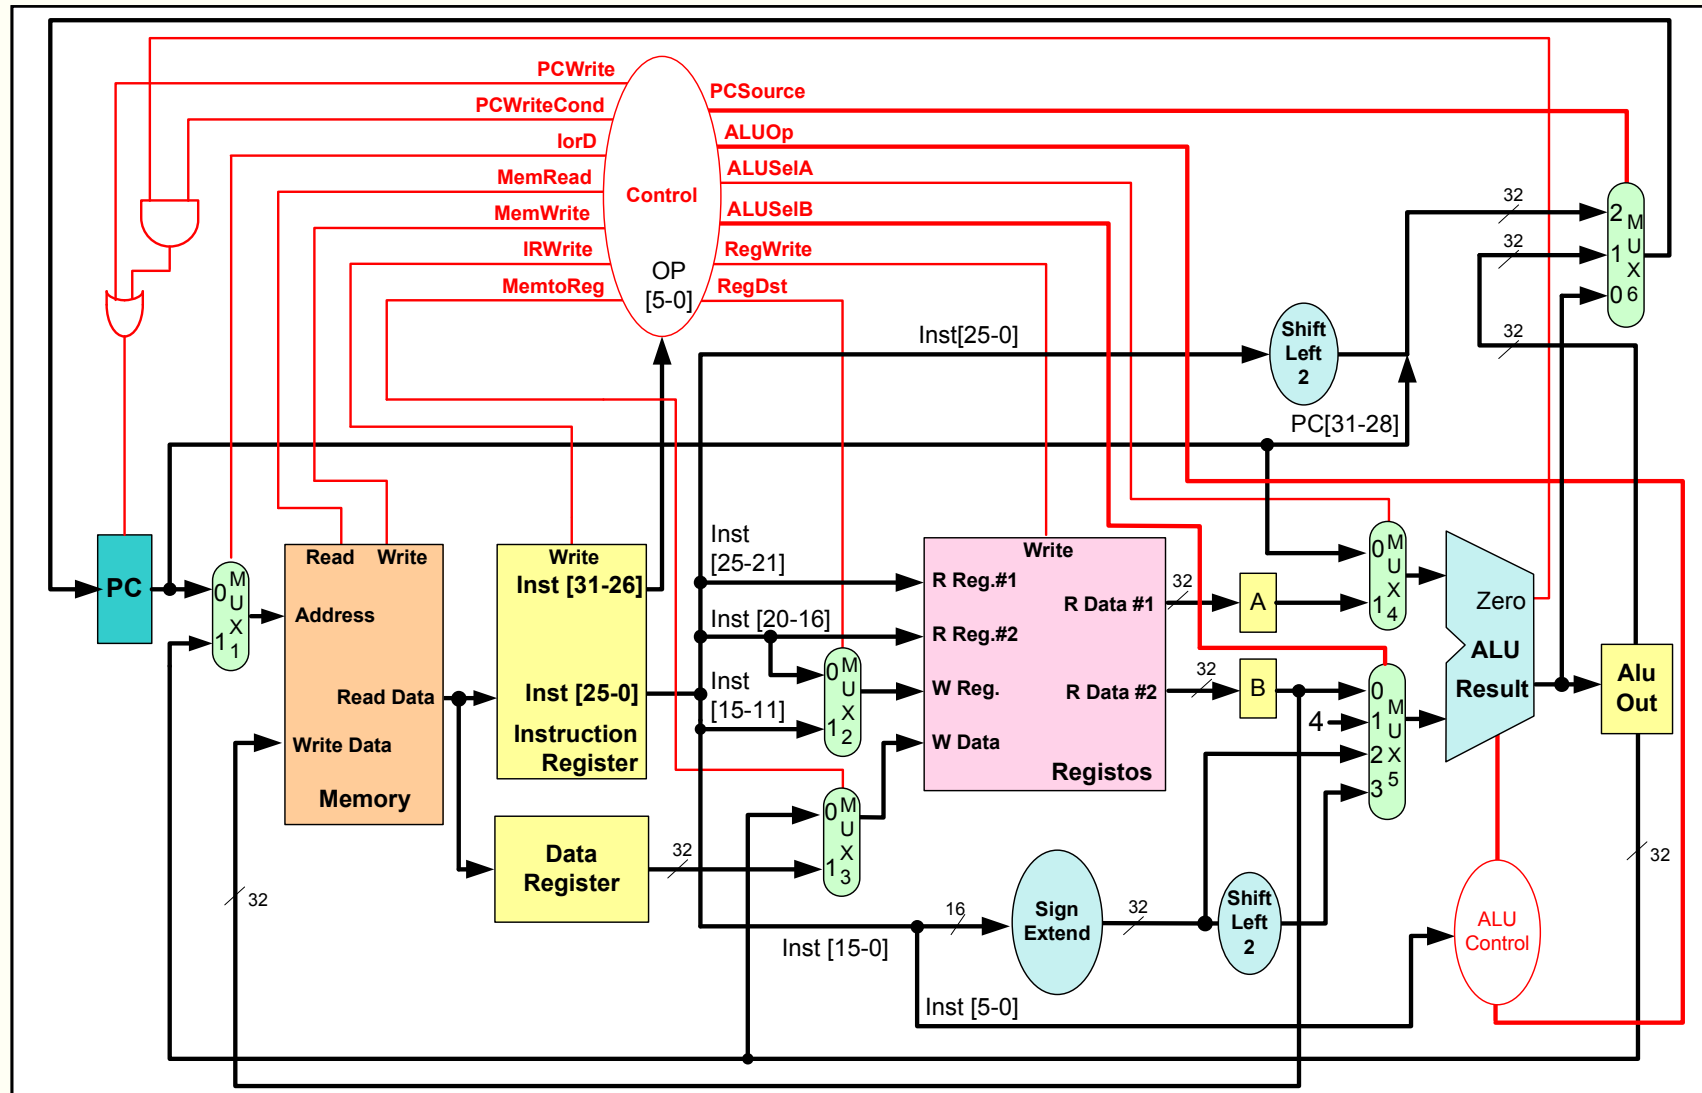 PCWrite
PCWriteCond
IorD
MemRead
MemWrite
IRWrite
MemtoReg
Control
OP
[5-0]
PCSource
ALUOp
ALUSelA
ALUSelB
RegWrite
RegDst
Inst[25-0]
Shift
Left
2
PC[31-28]
32
32
32
2
1
0
M
U
X
6
PC
0
1
M
U
X
1
Read
Write
Address
Read Data
Write Data
Memory
Write
Inst [31-26]
Inst [25-0]
Instruction
Register
Data
Register
32
32
Inst
[25-21]
Inst [20-16]
Inst
[15-11]
0
1
M
U
X
2
0
1
M
U
X
3
Write
R Reg.#1
R Reg.#2
W Reg.
W Data
R Data #1
R Data #2
Registos
32
32
A
B
0
1
M
U
X
4
4
0
1
2
3
M
U
X
5
Zero
ALU
Result
Alu
Out
32
Inst [15-0]
16
Sign
Extend
32
Shift
Left
2
Inst [5-0]
ALU
Control